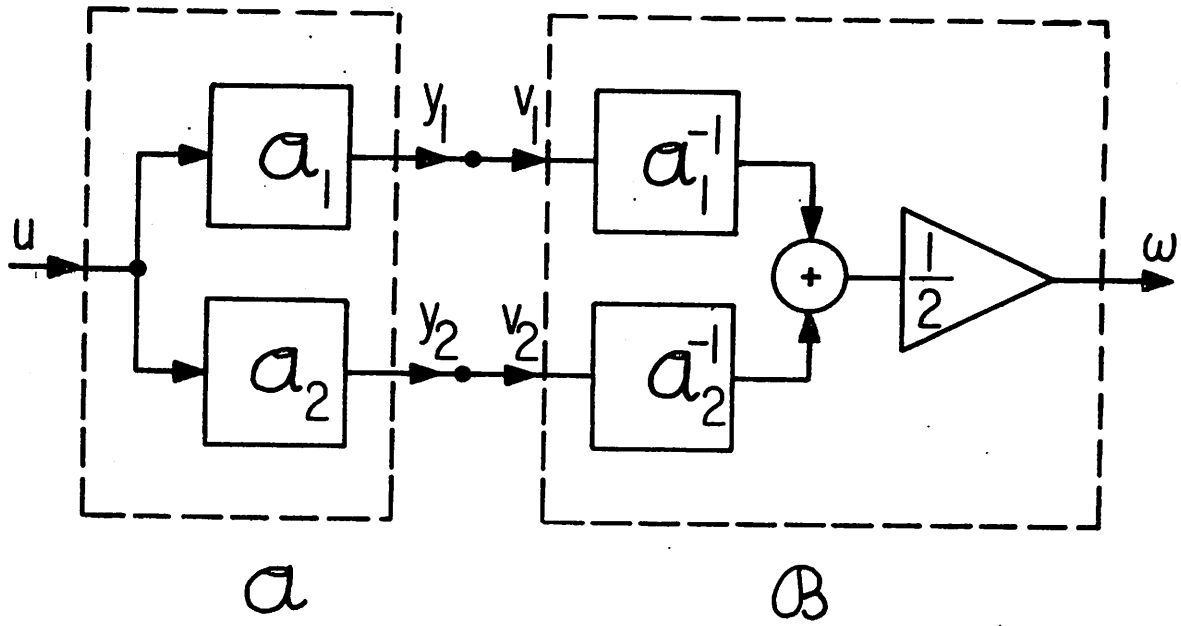 y₁ v₁
𝒶₁ 𝒶₁⁻¹
u + 1/2 ω
y₂ v₂
𝒶₂ 𝒶₂⁻¹
𝒶 ℬ